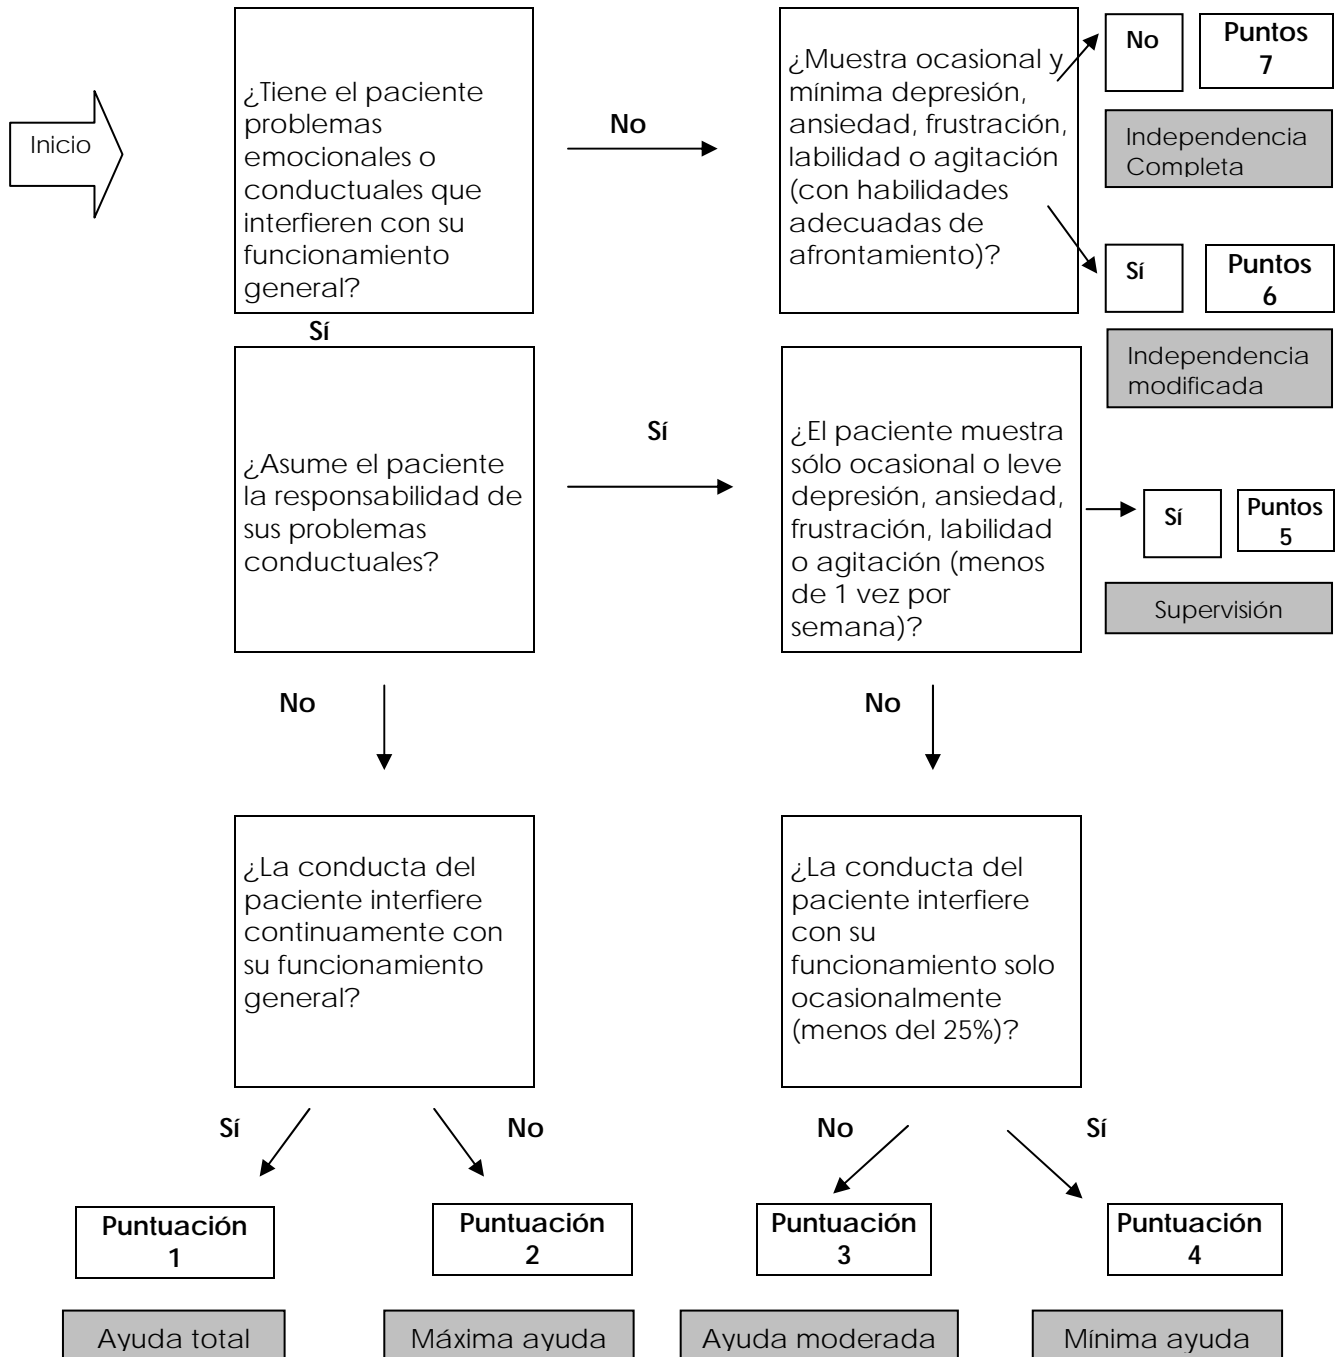 Inicio
¿Tiene el paciente
problemas
emocionales o
conductuales que
interfieren con su
funcionamiento
general?
No
¿Muestra ocasional y
mínima depresión,
ansiedad, frustración,
labilidad o agitación
(con habilidades
adecuadas de
afrontamiento)?
No
Puntos
7
Independencia
Completa
Sí
Puntos
6
Independencia
modificada
Sí
¿Asume el paciente
la responsabilidad de
sus problemas
conductuales?
Sí
¿El paciente muestra
sólo ocasional o leve
depresión, ansiedad,
frustración, labilidad
o agitación (menos
de 1 vez por
semana)?
Sí
Puntos
5
Supervisión
No
No
¿La conducta del
paciente interfiere
continuamente con
su funcionamiento
general?
¿La conducta del
paciente interfiere
con su
funcionamiento solo
ocasionalmente
(menos del 25%)?
Sí
No
No
Sí
Puntuación
1
Puntuación
2
Puntuación
3
Puntuación
4
Ayuda total
Máxima ayuda
Ayuda moderada
Mínima ayuda